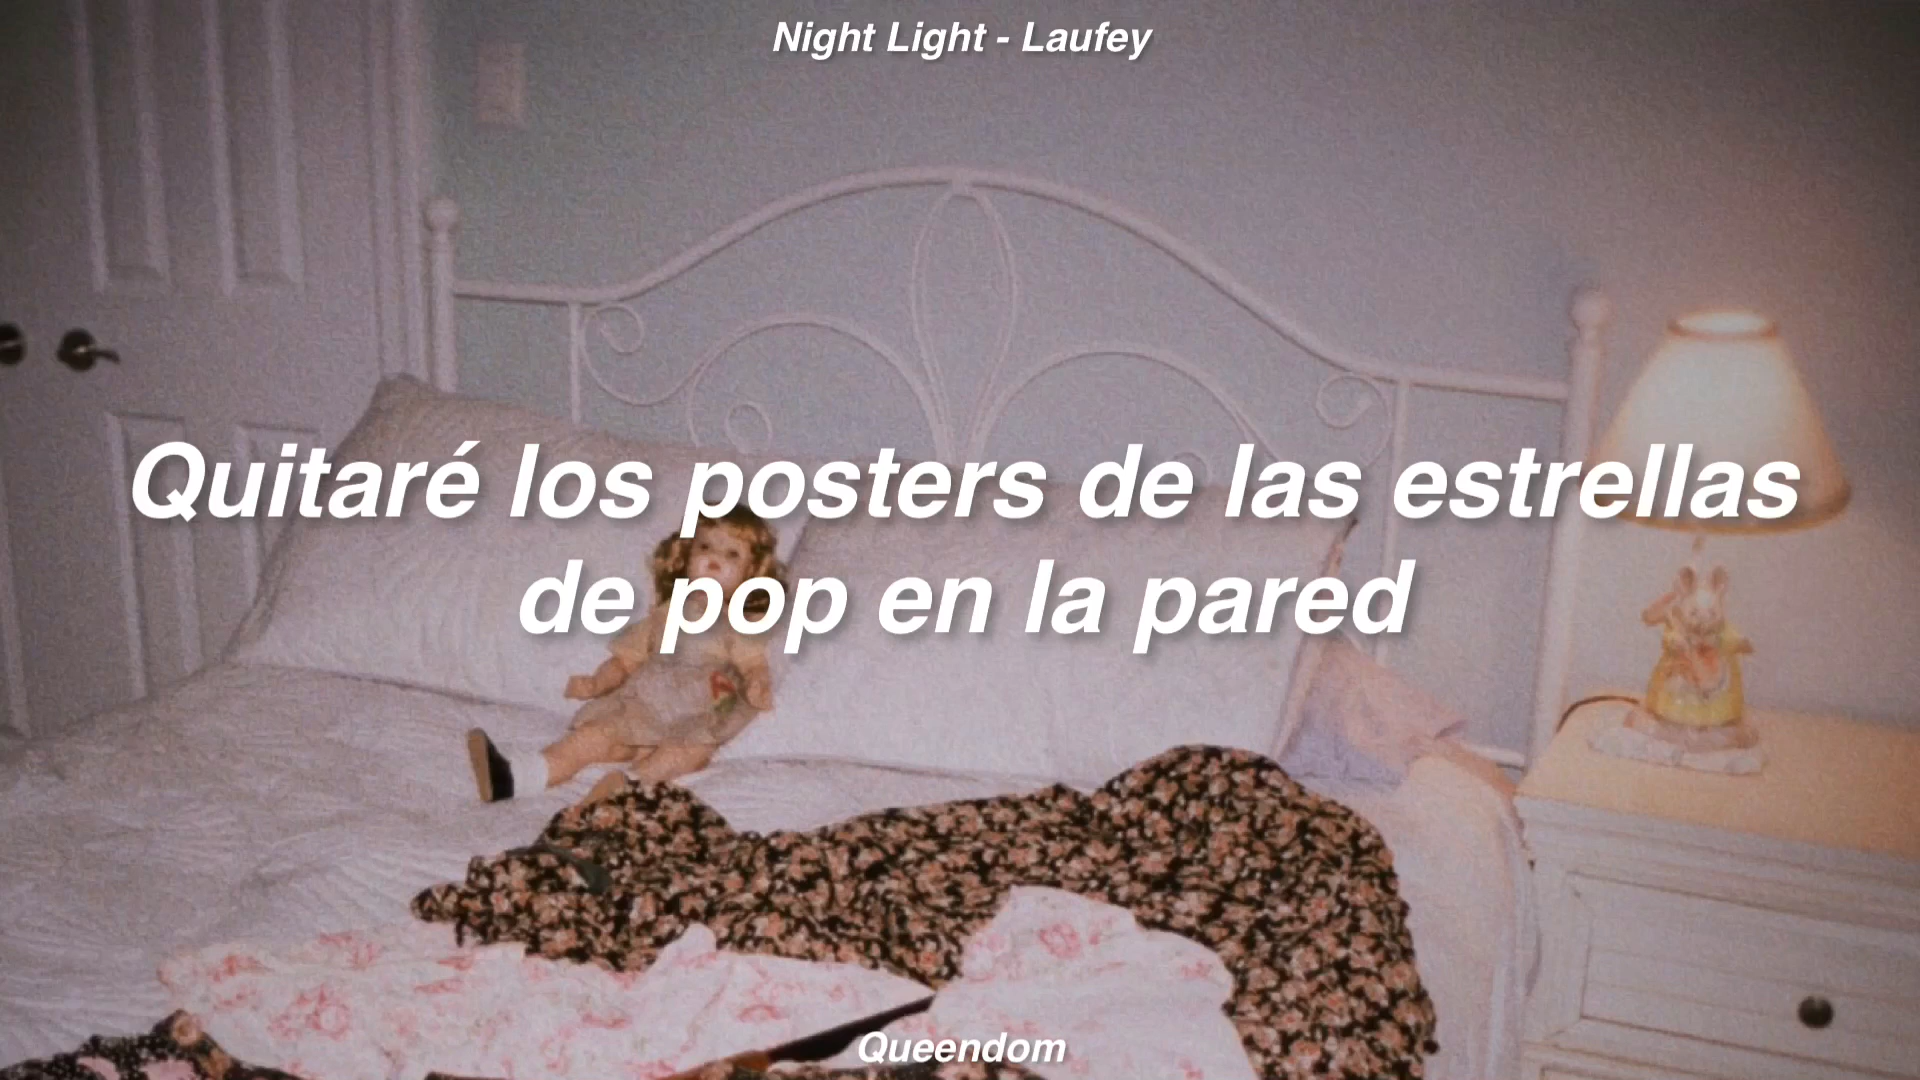 Night Light - Laufey
Quitaré los posters de las estrellas
de pop en la pared
Queendom